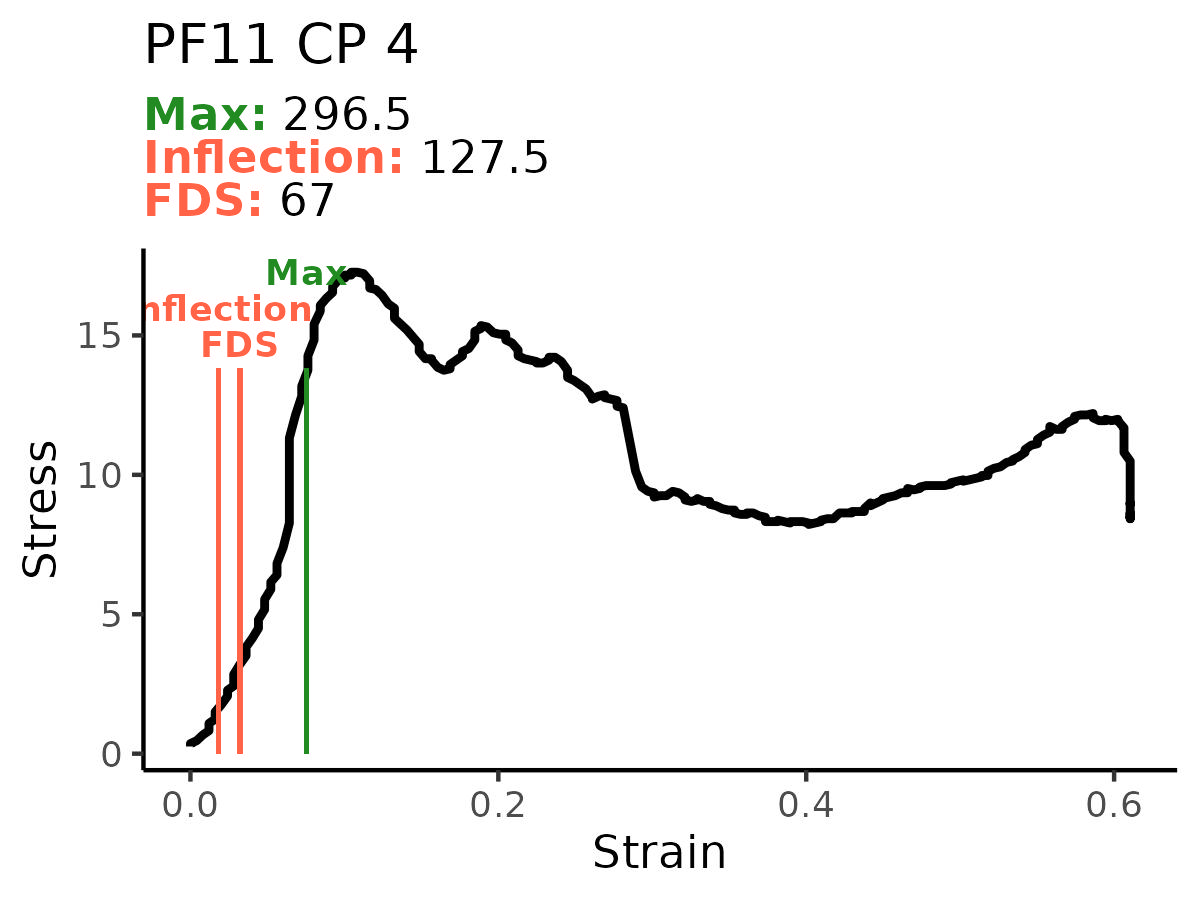 PF11 CP 4
Max: 296.5
Inflection: 127.5
FDS: 67
Max
nflection
FDS
15
10
5
0
Stress
0.0
0.2
0.4
0.6
Strain